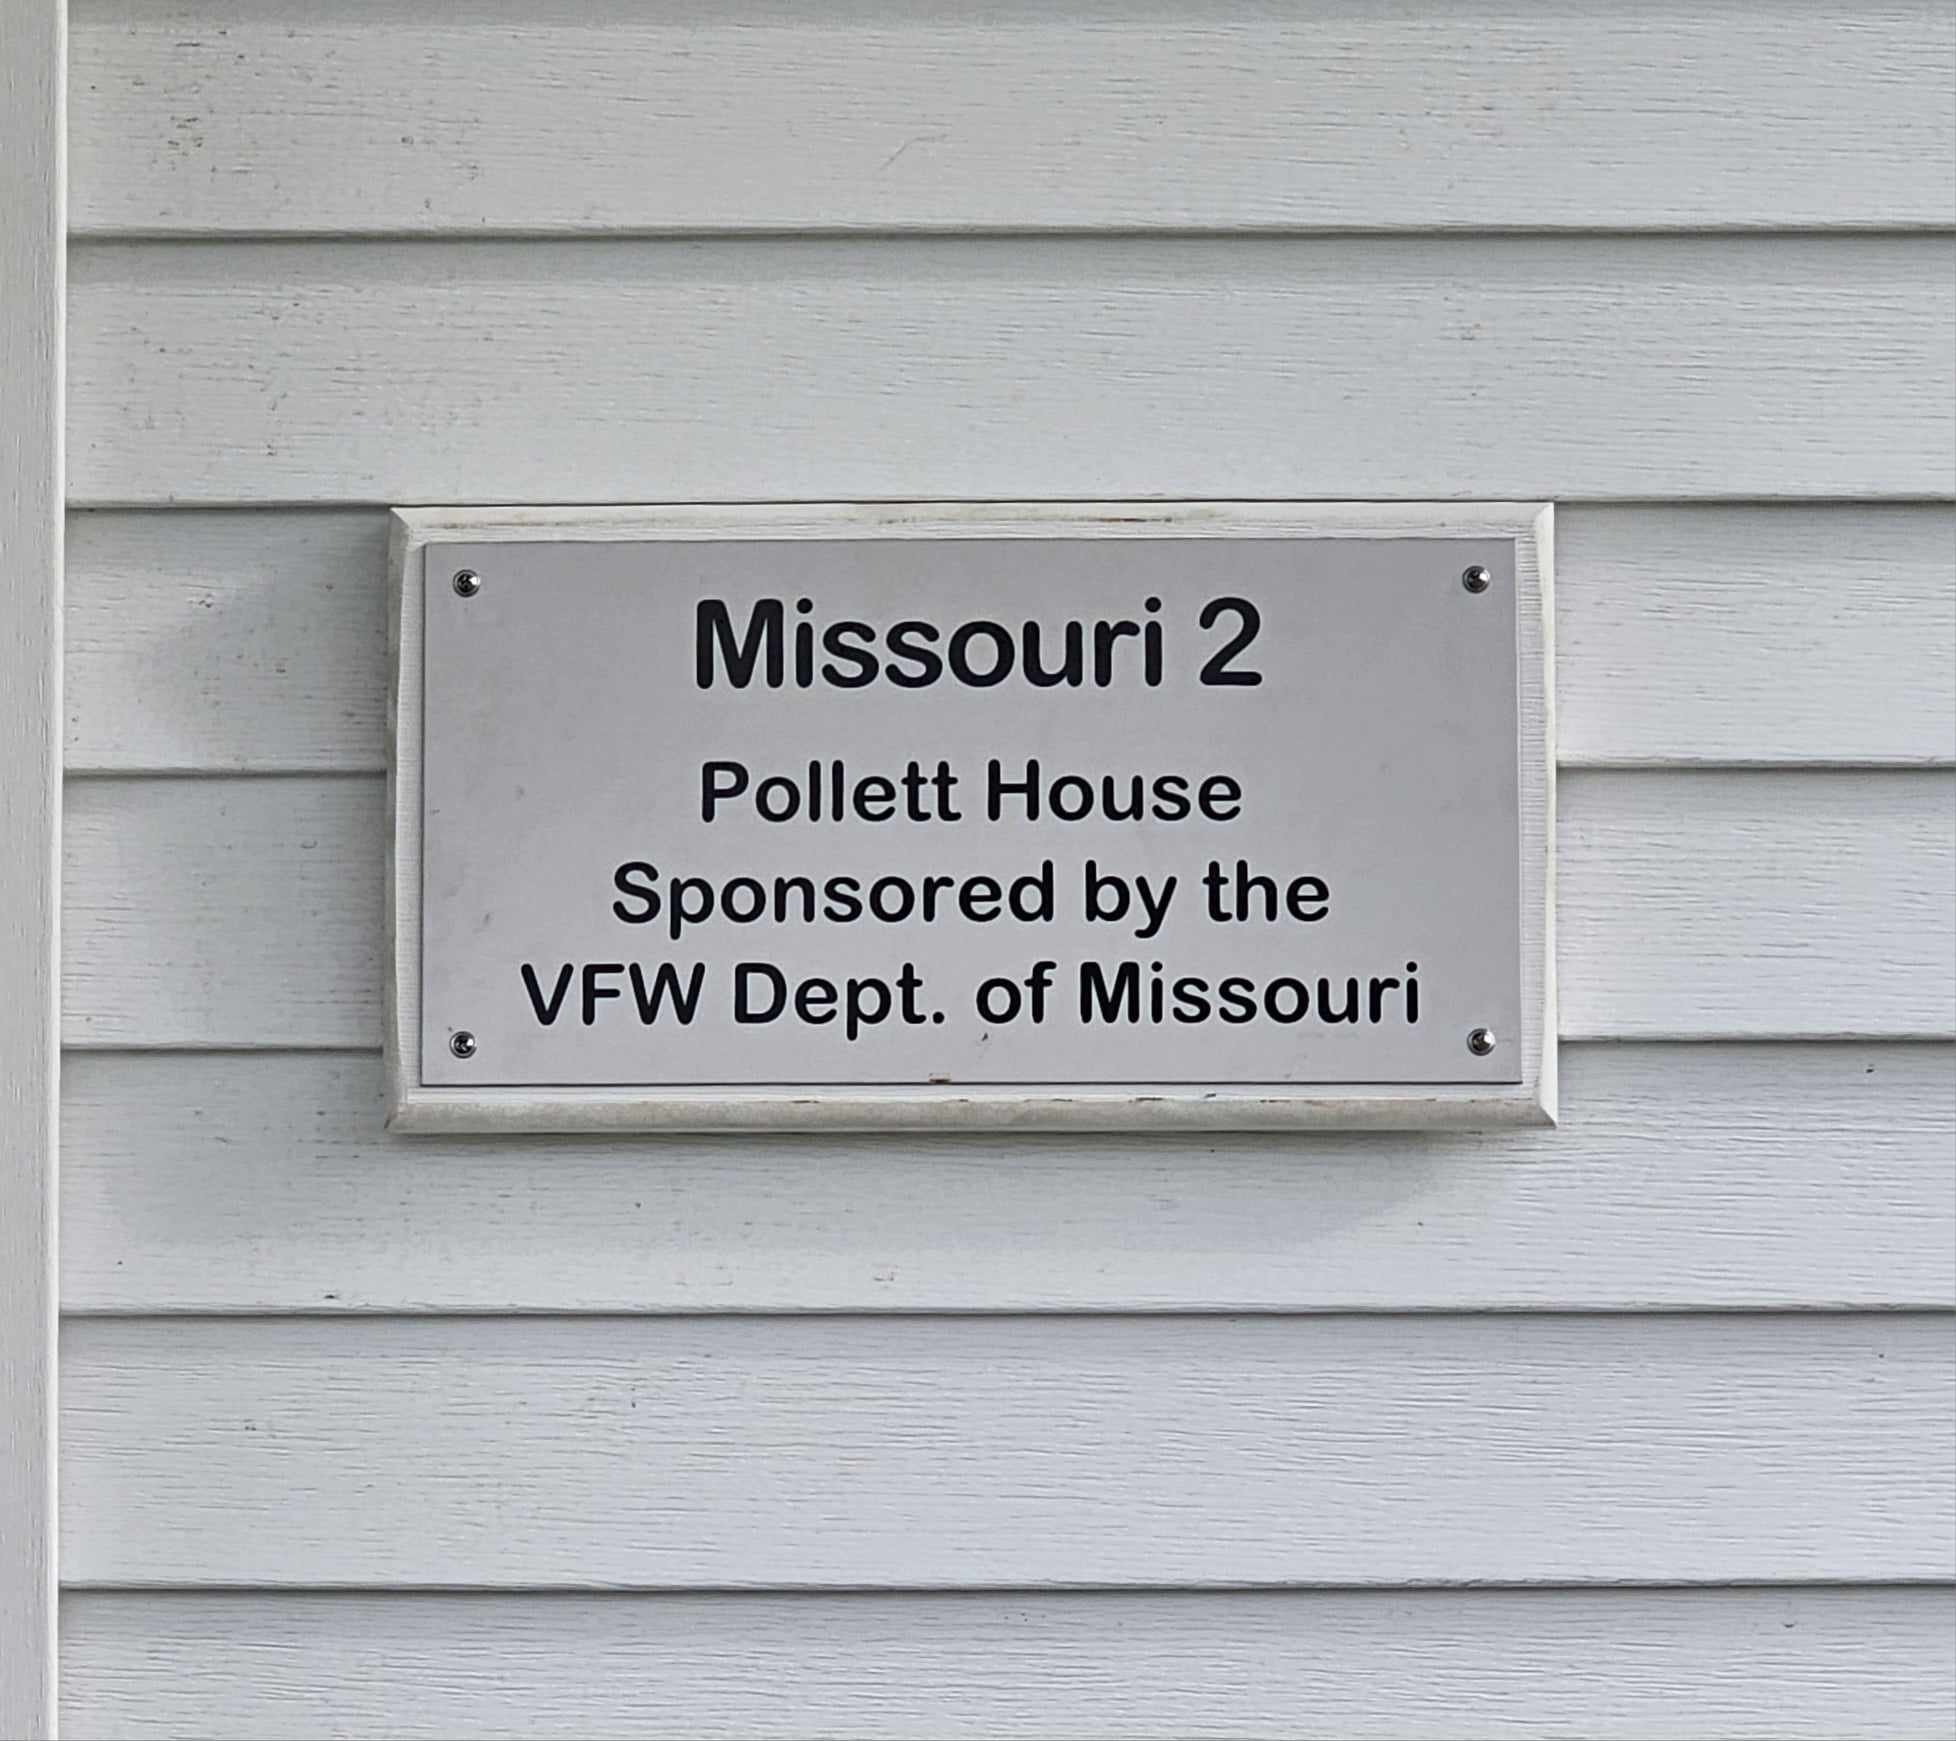 Missouri 2
Pollett House
Sponsored by the
VFW Dept. of Missouri